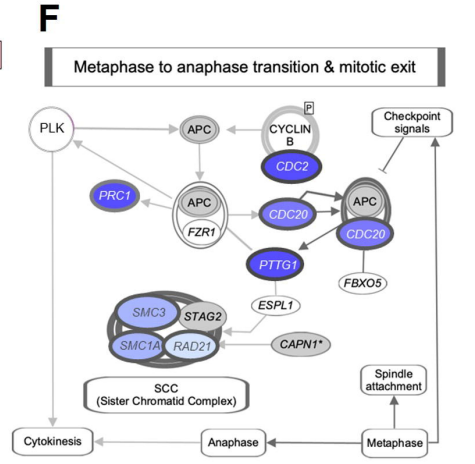 F
Metaphase to anaphase transition & mitotic exit
PLK
APC
P
CYCLIN
B
CDC2
Checkpoint
signals
PRC1
APC
FZR1
CDC20
APC
CDC20
PTTG1
FBXO5
ESPL1
SMC3
STAG2
SMC1A
RAD21
CAPN1*
SCC
(Sister Chromatid Complex)
Spindle
attachment
Cytokinesis
Anaphase
Metaphase